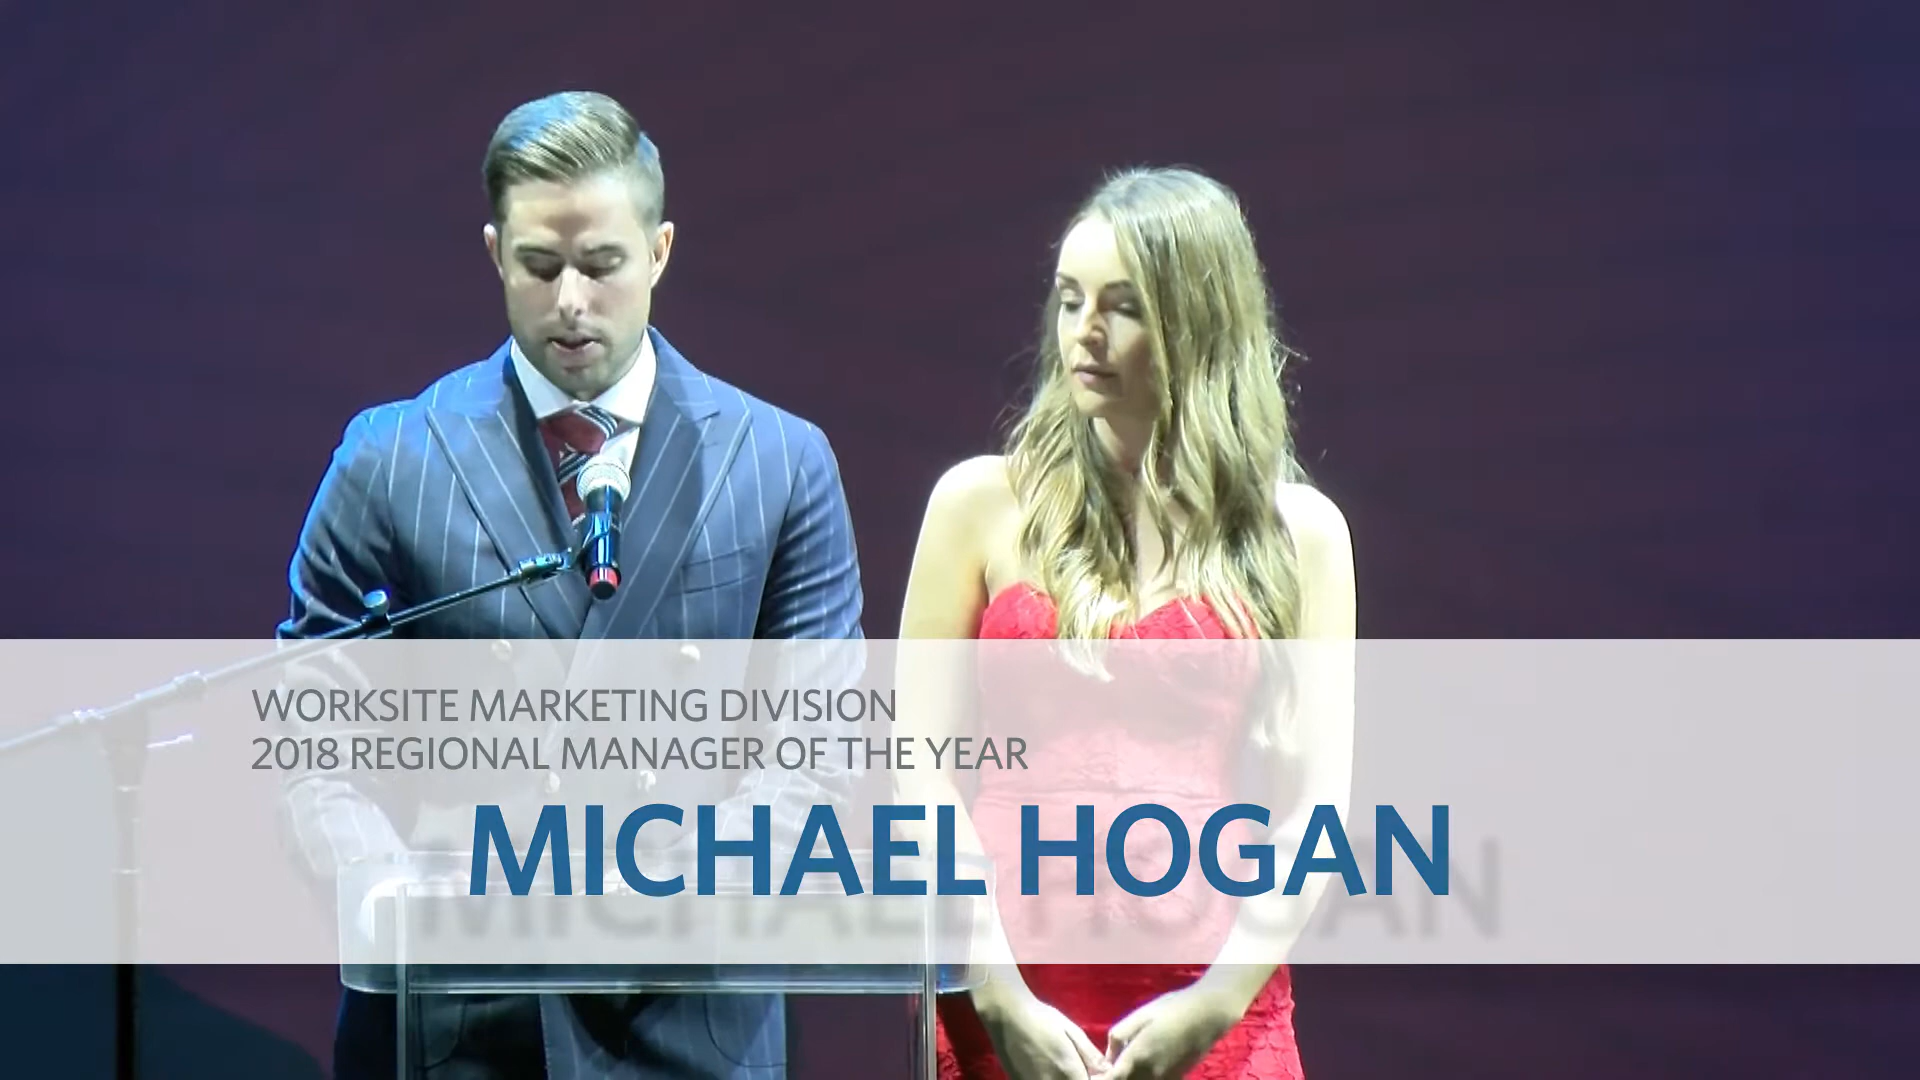 WORKSITE MARKETING DIVISION
2018 REGIONAL MANAGER OF THE YEAR
MICHAEL HOGAN